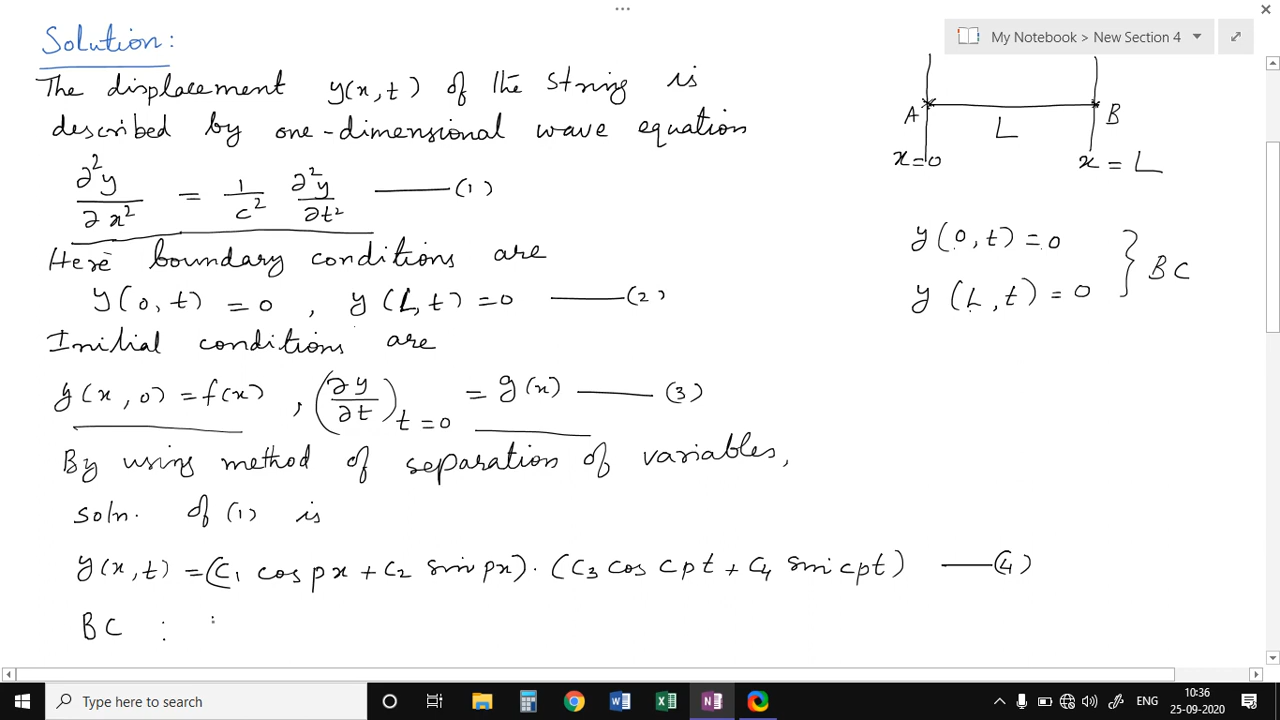 Solution:
My Notebook > New Section 4
The displacement y(x,t) of the string is
described by one-dimensional wave equation
∂²y/∂x² = 1/c² ∂²y/∂t² —— (1)
Here boundary conditions are
y(0,t) = 0 , y(L,t) = 0 —— (2)
Initial conditions are
y(x,0) = f(x) , (∂y/∂t) t=0 = g(x) —— (3)
By using method of separation of variables,
soln. of (1) is
y(x,t) = (C₁ cos px + C₂ sin px) · (C₃ cos cpt + C₄ sin cpt) —— (4)
BC :
A B
L
x=0 x = L
y(0,t) = 0
y(L,t) = 0 } BC
Type here to search
ENG
10:36
25-09-2020